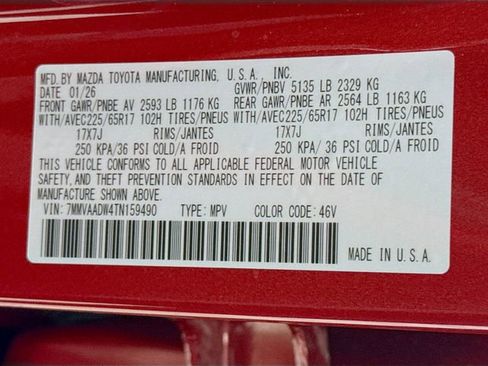 MFD.BY MAZDA TOYOTA MANUFACTURING, U.S.A., INC.
DATE 01/26 GVWR/PNBV 5135 LB 2329 KG
FRONT GAWR/PNBE AV 2593 LB 1176 KG REAR GAWR/PNBE AR 2564 LB 1163 KG
WITH/AVEC225/65R17 102H TIRES/PNEUS WITH/AVEC225/65R17 102H TIRES/PNEUS
17X7J RIMS/JANTES 17X7J RIMS/JANTES
250 KPA/36 PSI COLD/A FROID 250 KPA/ 36 PSI COLD/A FROID
THIS VEHICLE CONFORMS TO ALL APPLICABLE FEDERAL MOTOR VEHICLE
SAFETY,AND THEFT PREVENTION STANDARDS IN EFFECT ON THE DATE OF
MANUFACTURE SHOWN ABOVE.
VIN:7MMVAADW4TN159490 TYPE:MPV COLOR CODE:46V
MADE IN U.S.A.